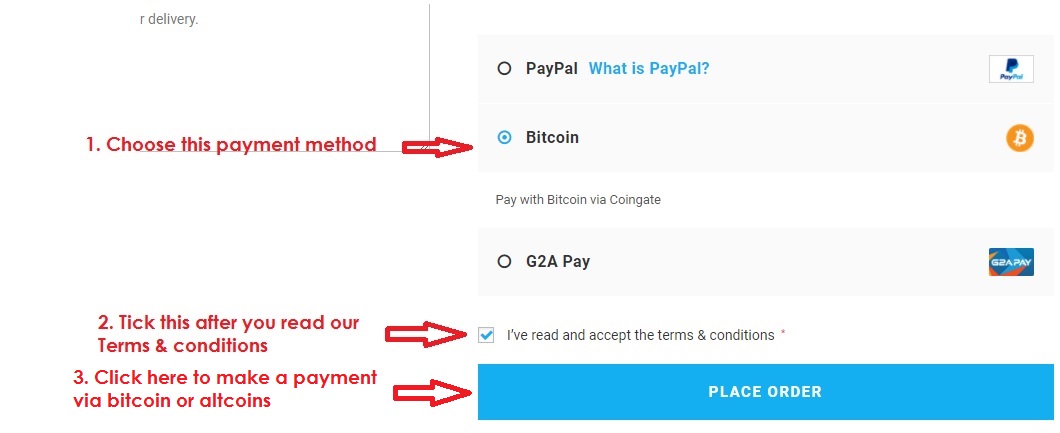 r delivery.
PayPal What is PayPal?
PayPal
1. Choose this payment method
Bitcoin
Pay with Bitcoin via Coingate
G2A Pay
G2A PAY
2. Tick this after you read our
Terms & conditions
I've read and accept the terms & conditions *
3. Click here to make a payment
via bitcoin or altcoins
PLACE ORDER